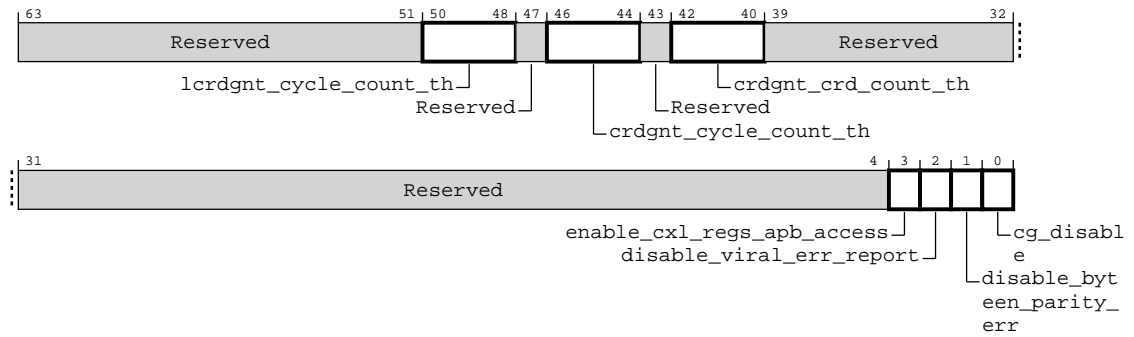 63 51 50 48 47 46 44 43 42 40 39 32
Reserved Reserved
lcrdgnt_cycle_count_th crdgnt_crd_count_th
Reserved Reserved
crdgnt_cycle_count_th
31 4 3 2 1 0
Reserved
enable_cxl_regs_apb_access cg_disabl
disable_viral_err_report e
disable_byt
een_parity_
err